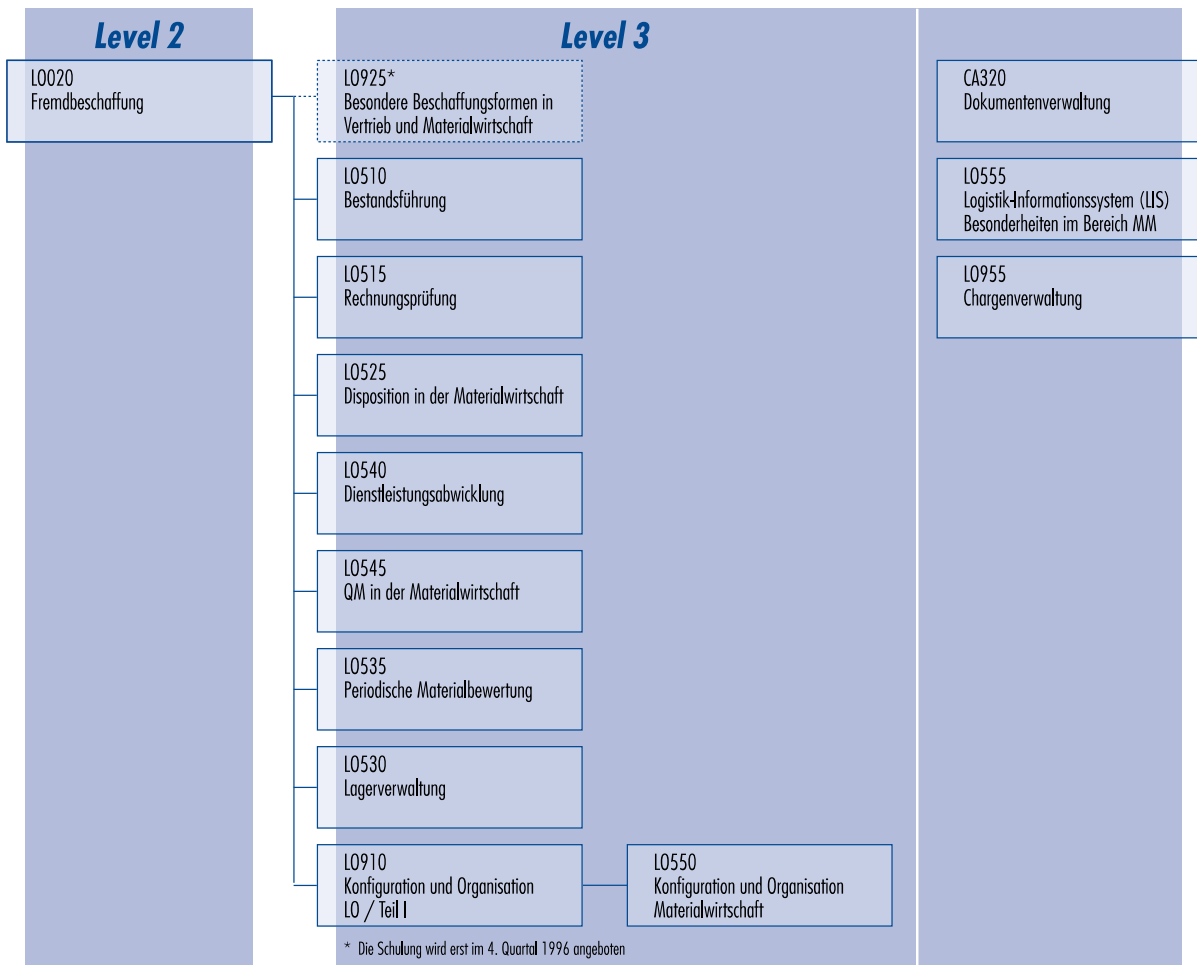 Level 2
Level 3
LO020
Fremdbeschaffung
LO925*
Besondere Beschaffungsformen in
Vertrieb und Materialwirtschaft
LO510
Bestandsführung
LO515
Rechnungsprüfung
LO525
Disposition in der Materialwirtschaft
LO540
Dienstleistungsabwicklung
LO545
QM in der Materialwirtschaft
LO535
Periodische Materialbewertung
LO530
Lagerverwaltung
LO910
Konfiguration und Organisation
LO / Teil I
LO550
Konfiguration und Organisation
Materialwirtschaft
* Die Schulung wird erst im 4. Quartal 1996 angeboten
CA320
Dokumentenverwaltung
LO555
Logistik-Informationssystem (LIS)
Besonderheiten im Bereich MM
LO955
Chargenverwaltung